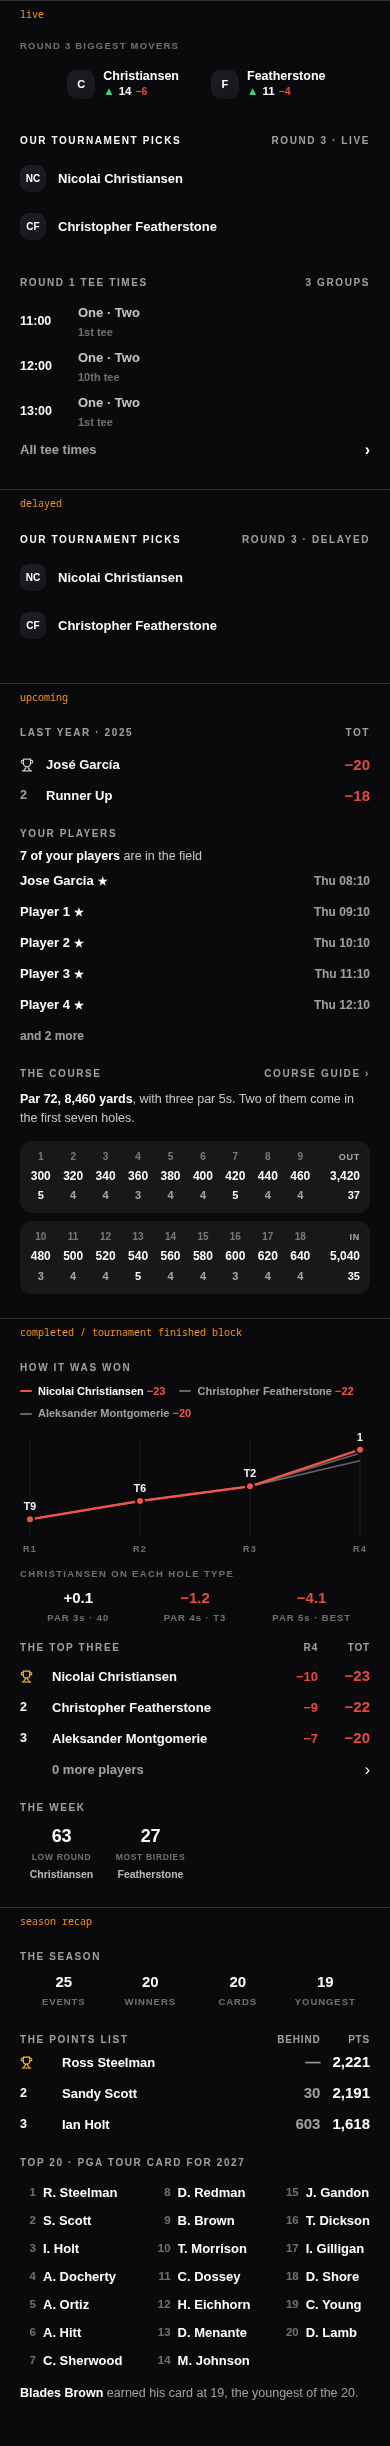 live
ROUND 3 BIGGEST MOVERS
C Christiansen F Featherstone
▲ 14 −6 ▲ 11 −4
OUR TOURNAMENT PICKS ROUND 3 · LIVE
NC Nicolai Christiansen
CF Christopher Featherstone
ROUND 1 TEE TIMES 3 GROUPS
11:00 One · Two
1st tee
12:00 One · Two
10th tee
13:00 One · Two
1st tee
All tee times ›
delayed
OUR TOURNAMENT PICKS ROUND 3 · DELAYED
NC Nicolai Christiansen
CF Christopher Featherstone
upcoming
LAST YEAR · 2025 TOT
José García −20
2 Runner Up −18
YOUR PLAYERS
7 of your players are in the field
Jose Garcia ★ Thu 08:10
Player 1 ★ Thu 09:10
Player 2 ★ Thu 10:10
Player 3 ★ Thu 11:10
Player 4 ★ Thu 12:10
and 2 more
THE COURSE COURSE GUIDE ›
Par 72, 8,460 yards, with three par 5s. Two of them come in
the first seven holes.
1 2 3 4 5 6 7 8 9 OUT
300 320 340 360 380 400 420 440 460 3,420
5 4 4 3 4 4 5 4 4 37
10 11 12 13 14 15 16 17 18 IN
480 500 520 540 560 580 600 620 640 5,040
3 4 4 5 4 4 3 4 4 35
completed / tournament finished block
HOW IT WAS WON
Nicolai Christiansen −23 Christopher Featherstone −22
Aleksander Montgomerie −20
T9 T6 T2 1
R1 R2 R3 R4
CHRISTIANSEN ON EACH HOLE TYPE
+0.1 −1.2 −4.1
PAR 3s · 40 PAR 4s · T3 PAR 5s · BEST
THE TOP THREE R4 TOT
Nicolai Christiansen −10 −23
2 Christopher Featherstone −9 −22
3 Aleksander Montgomerie −7 −20
0 more players ›
THE WEEK
63 27
LOW ROUND MOST BIRDIES
Christiansen Featherstone
season recap
THE SEASON
25 20 20 19
EVENTS WINNERS CARDS YOUNGEST
THE POINTS LIST BEHIND PTS
Ross Steelman — 2,221
2 Sandy Scott 30 2,191
3 Ian Holt 603 1,618
TOP 20 · PGA TOUR CARD FOR 2027
1 R. Steelman 8 D. Redman 15 J. Gandon
2 S. Scott 9 B. Brown 16 T. Dickson
3 I. Holt 10 T. Morrison 17 I. Gilligan
4 A. Docherty 11 C. Dossey 18 D. Shore
5 A. Ortiz 12 H. Eichhorn 19 C. Young
6 A. Hitt 13 D. Menante 20 D. Lamb
7 C. Sherwood 14 M. Johnson
Blades Brown earned his card at 19, the youngest of the 20.